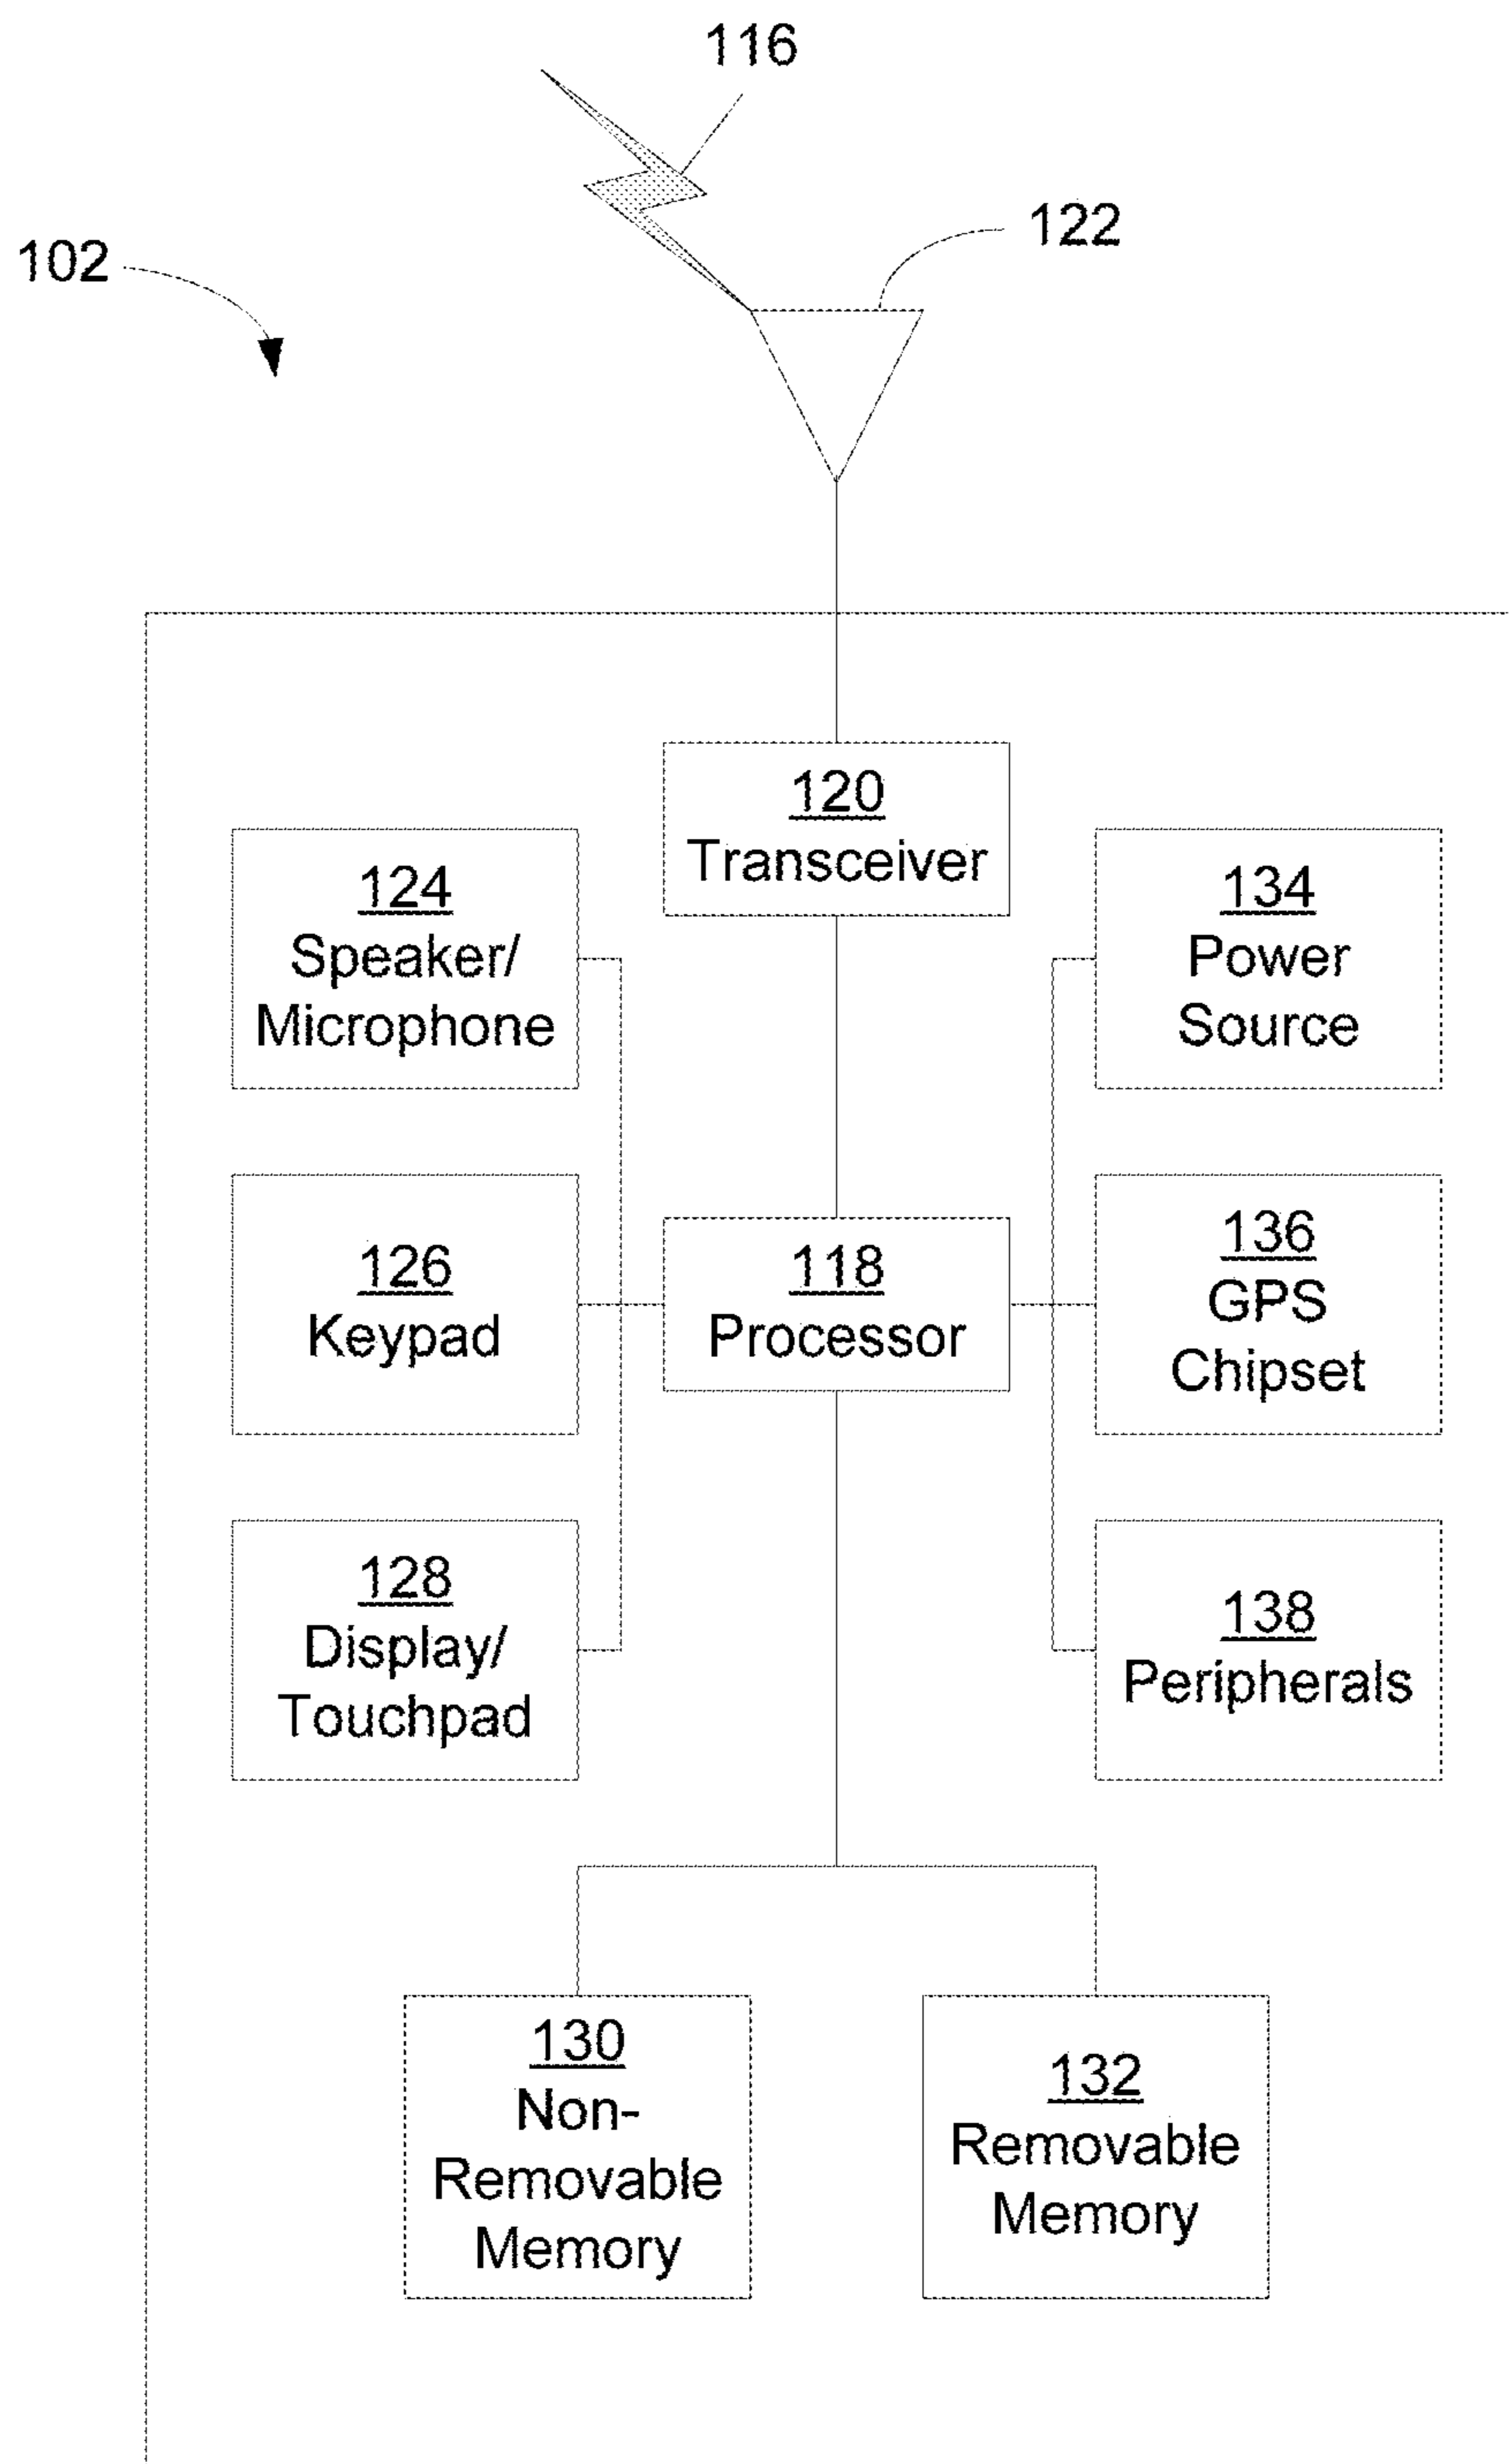 116
122
102
120
Transceiver
124
Speaker/
Microphone
134
Power
Source
126
Keypad
118
Processor
136
GPS
Chipset
128
Display/
Touchpad
138
Peripherals
130
Non-
Removable
Memory
132
Removable
Memory